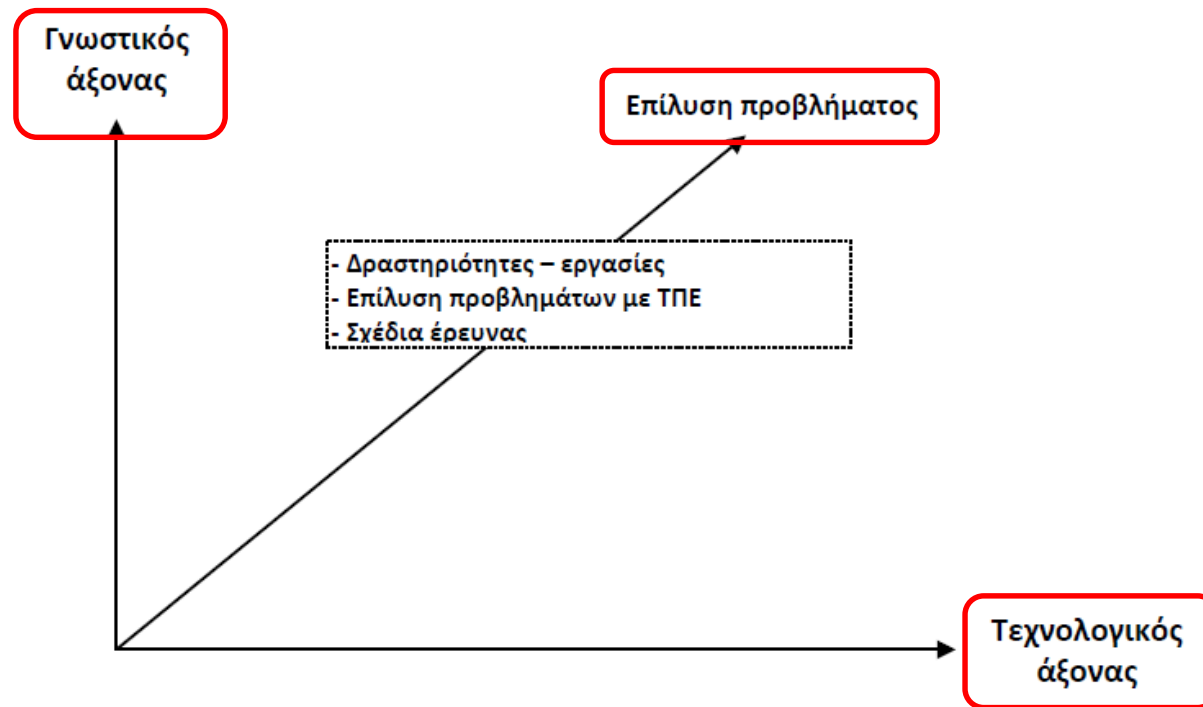 Γνωστικός
άξονας
Επίλυση προβλήματος
- Δραστηριότητες – εργασίες
- Επίλυση προβλημάτων με ΤΠΕ
- Σχέδια έρευνας
Τεχνολογικός
άξονας